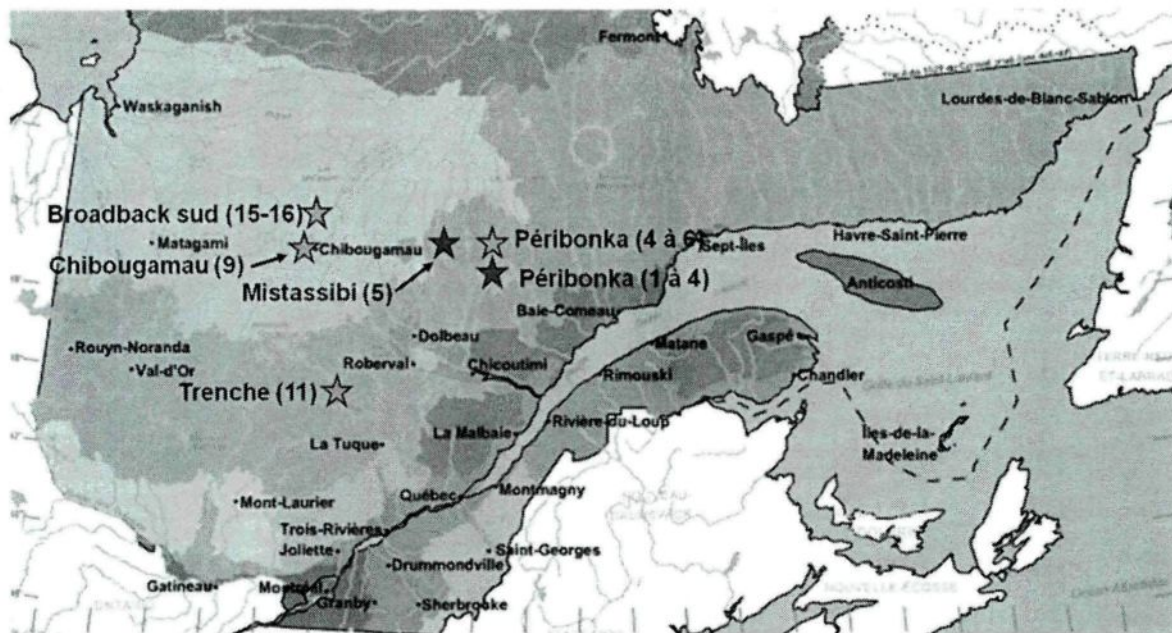 Fermont
Waskaganish
Lourdes-de-Blanc-Sablon
Broadback sud (15-16)
Matagami
Chibougamau
Chibougamau (9)
Péribonka (4 à 6)
Sept-Îles
Havre-Saint-Pierre
Mistassibi (5)
Péribonka (1 à 4)
Anticosti
Baie-Comeau
Dolbeau
Rouyn-Noranda
Val-d'Or
Roberval
Chicoutimi
Matane
Gaspé
Trenche (11)
Rimouski
Chandler
La Tuque
La Malbaie
Rivière-du-Loup
Îles-de-la-
Madeleine
Mont-Laurier
Québec
Montmagny
Trois-Rivières
Joliette
Saint-Georges
Drummondville
Gatineau
Montréal
Granby
Sherbrooke
ONTARIO
NOUVELLE-ÉCOSSE